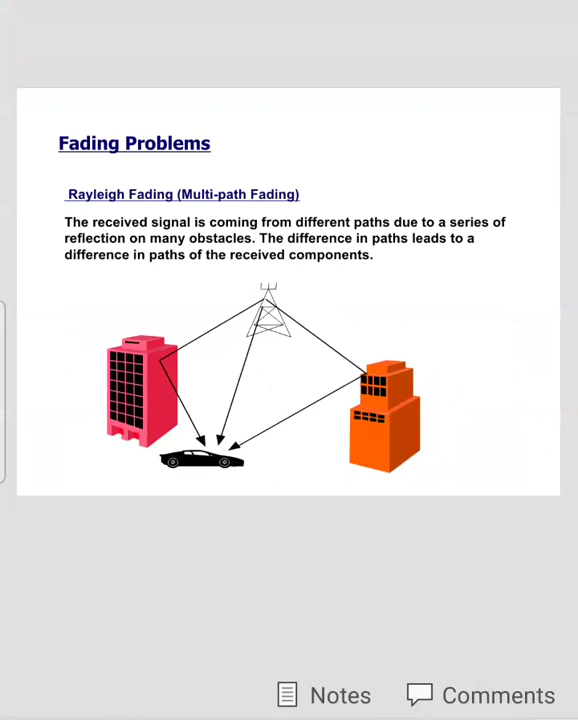 Fading Problems
Rayleigh Fading (Multi-path Fading)
The received signal is coming from different paths due to a series of
reflection on many obstacles. The difference in paths leads to a
difference in paths of the received components.
Notes
Comments